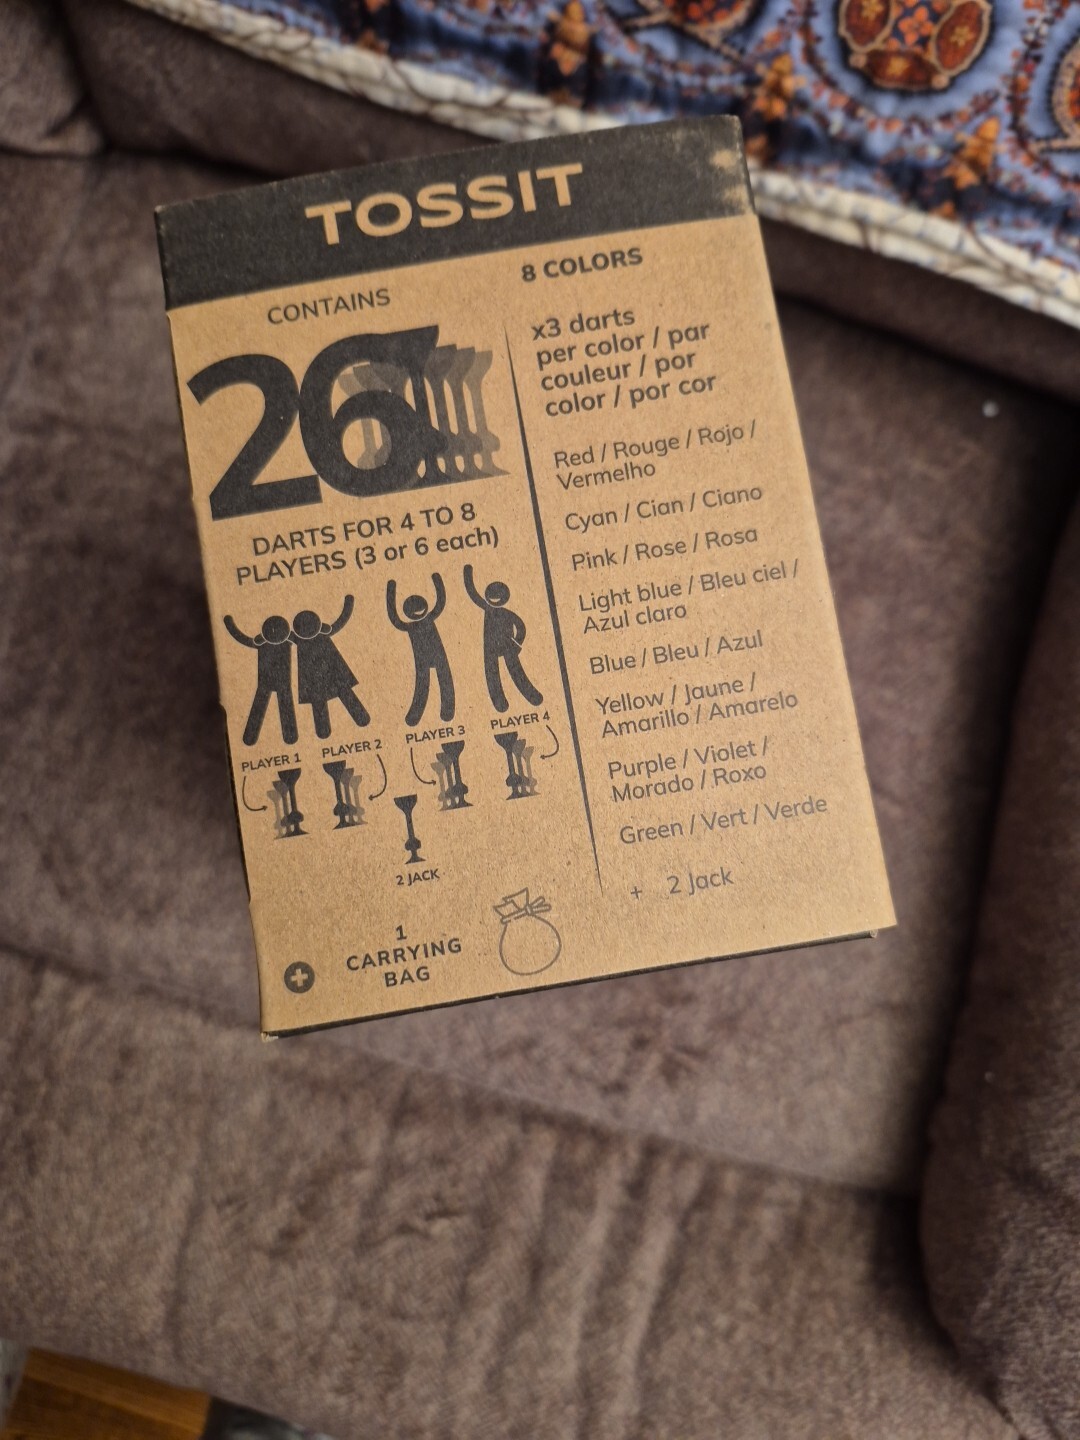 TOSSIT
CONTAINS
26
DARTS FOR 4 TO 8
PLAYERS (3 or 6 each)
PLAYER 1
PLAYER 2
PLAYER 3
PLAYER 4
2 JACK
1
CARRYING
BAG
8 COLORS
x3 darts
per color / par
couleur / por
color / por cor
Red / Rouge / Rojo /
Vermelho
Cyan / Cian / Ciano
Pink / Rose / Rosa
Light blue / Bleu ciel /
Azul claro
Blue / Bleu / Azul
Yellow / Jaune /
Amarillo / Amarelo
Purple / Violet /
Morado / Roxo
Green / Vert / Verde
+ 2 Jack